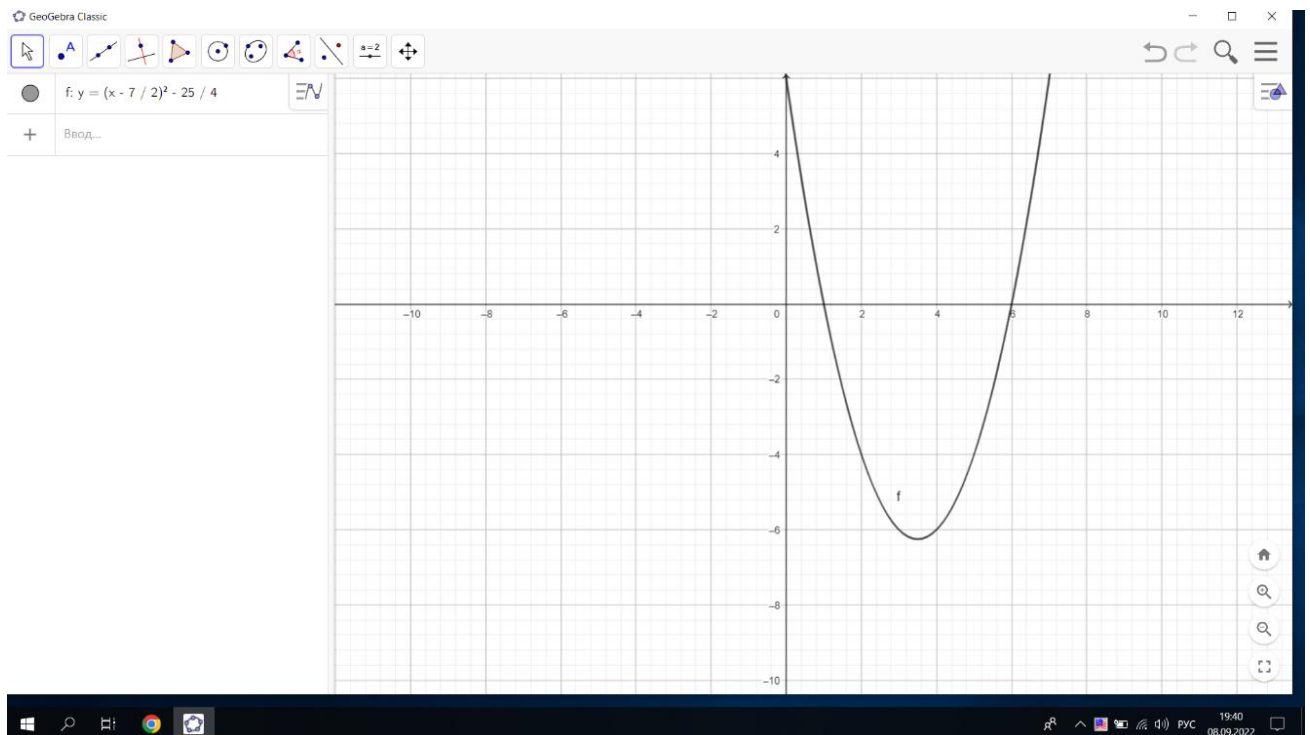 GeoGebra Classic
A
a=2
f: y = (x - 7 / 2)² - 25 / 4
Ввод...
4
2
–10 –8 –6 –4 –2 0 2 4 6 8 10 12
–2
–4
f
–6
–8
–10
РУС
19:40
08.09.2022